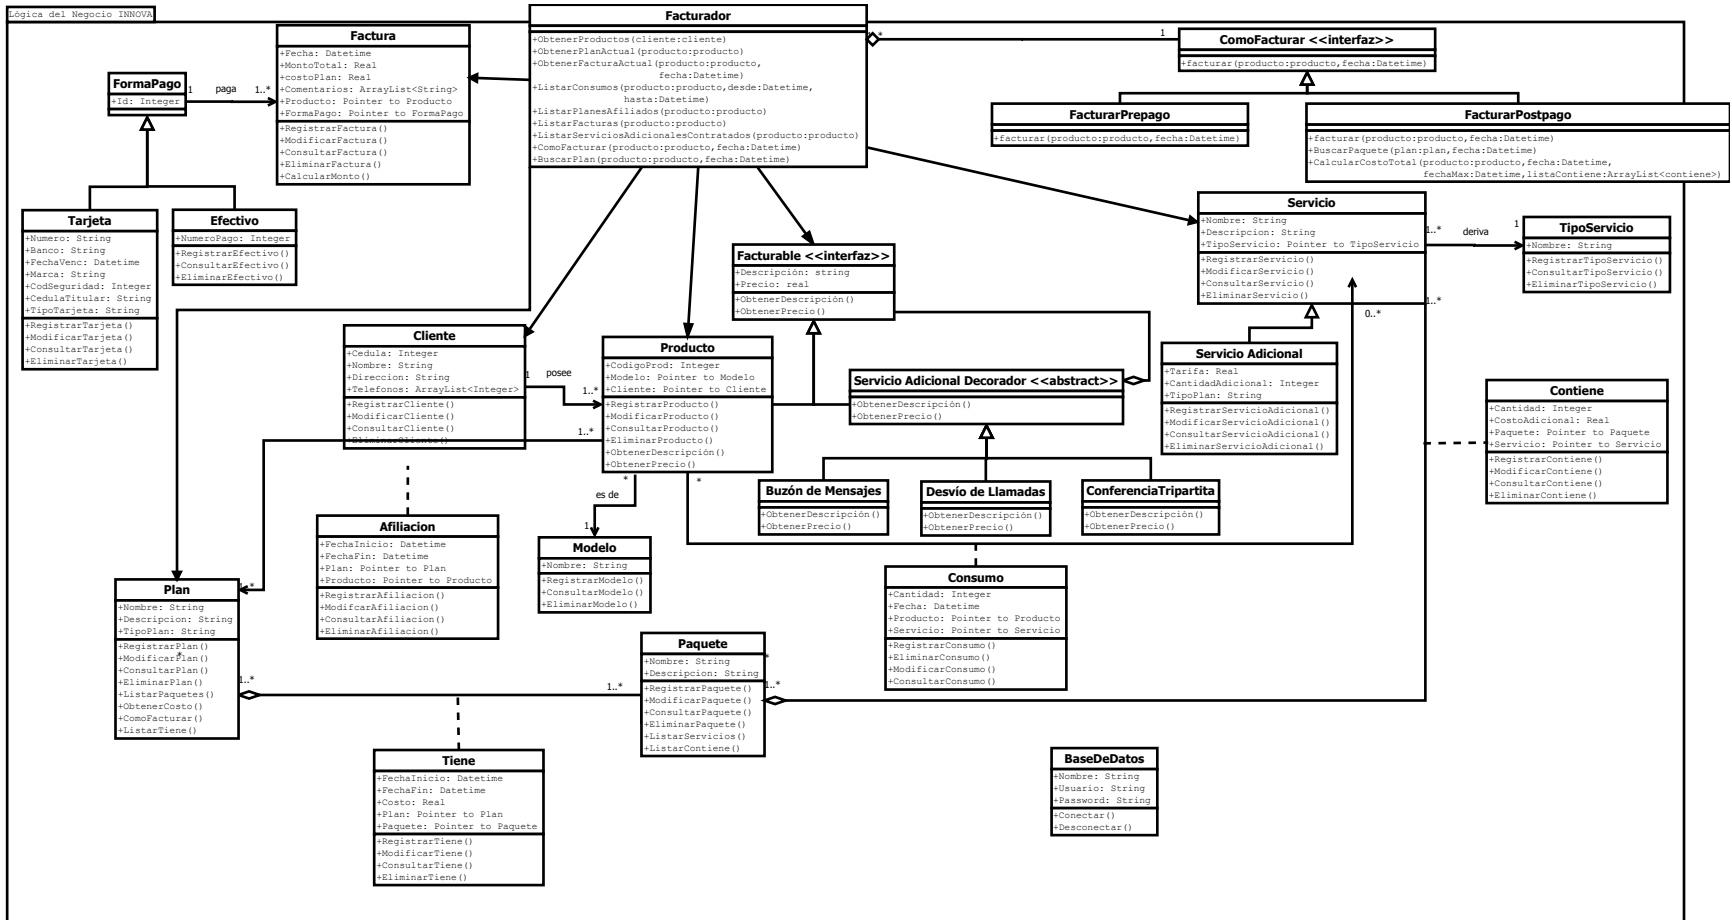 Lógica del Negocio INNOVA
Facturador
+ObtenerProductos(cliente:cliente)
+ObtenerPlanActual(producto:producto)
+ObtenerFacturaActual(producto:producto,
fecha:Datetime)
+ListarConsumos(producto:producto,desde:Datetime,
hasta:Datetime)
+ListarPlanesAfiliados(producto:producto)
+ListarFacturas(producto:producto)
+ListarServiciosAdicionalesContratados(producto:producto)
+ComoFacturar(producto:producto,fecha:Datetime)
+BuscarPlan(producto:producto,fecha:Datetime)
*
1
ComoFacturar <<interfaz>>
+facturar(producto:producto,fecha:Datetime)
Factura
+Fecha: Datetime
+MontoTotal: Real
+costoPlan: Real
+Comentarios: ArrayList<String>
+Producto: Pointer to Producto
+FormaPago: Pointer to FormaPago
+RegistrarFactura()
+ModificarFactura()
+ConsultarFactura()
+EliminarFactura()
+CalcularMonto()
FormaPago
+Id: Integer
1
paga
1..*
FacturarPrepago
+facturar(producto:producto,fecha:Datetime)
FacturarPostpago
+facturar(producto:producto,fecha:Datetime)
+BuscarPaquete(plan:plan,fecha:Datetime)
+CalcularCostoTotal(producto:producto,fecha:Datetime,
fechaMax:Datetime,listaContiene:ArrayList<contiene>)
Tarjeta
+Numero: String
+Banco: String
+FechaVenc: Datetime
+Marca: String
+CodSeguridad: Integer
+CedulaTitular: String
+TipoTarjeta: String
+RegistrarTarjeta()
+ModificarTarjeta()
+ConsultarTarjeta()
+EliminarTarjeta()
Efectivo
+NumeroPago: Integer
+RegistrarEfectivo()
+ConsultarEfectivo()
+EliminarEfectivo()
Servicio
+Nombre: String
+Descripcion: String
+TipoServicio: Pointer to TipoServicio
+RegistrarServicio()
+ModificarServicio()
+ConsultarServicio()
+EliminarServicio()
1..*
deriva
1
TipoServicio
+Nombre: String
+RegistrarTipoServicio()
+ConsultarTipoServicio()
+EliminarTipoServicio()
1..*
0..*
Facturable <<interfaz>>
+Descripción: string
+Precio: real
+ObtenerDescripción()
+ObtenerPrecio()
Cliente
+Cedula: Integer
+Nombre: String
+Direccion: String
+Telefonos: ArrayList<Integer>
+RegistrarCliente()
+ModificarCliente()
+ConsultarCliente()
+EliminarCliente()
1
posee
1..*
1..*
Producto
+CodigoProd: Integer
+Modelo: Pointer to Modelo
+Cliente: Pointer to Cliente
+RegistrarProducto()
+ModificarProducto()
+ConsultarProducto()
+EliminarProducto()
+ObtenerDescripción()
+ObtenerPrecio()
Servicio Adicional Decorador <<abstract>>
+ObtenerDescripción()
+ObtenerPrecio()
Servicio Adicional
+Tarifa: Real
+CantidadAdicional: Integer
+TipoPlan: String
+RegistrarServicioAdicional()
+ModificarServicioAdicional()
+ConsultarServicioAdicional()
+EliminarServicioAdicional()
Contiene
+Cantidad: Integer
+CostoAdicional: Real
+Paquete: Pointer to Paquete
+Servicio: Pointer to Servicio
+RegistrarContiene()
+ModificarContiene()
+ConsultarContiene()
+EliminarContiene()
*
es de
1
*
Buzón de Mensajes
+ObtenerDescripción()
+ObtenerPrecio()
Desvío de Llamadas
+ObtenerDescripción()
+ObtenerPrecio()
ConferenciaTripartita
+ObtenerDescripción()
+ObtenerPrecio()
Afiliacion
+FechaInicio: Datetime
+FechaFin: Datetime
+Plan: Pointer to Plan
+Producto: Pointer to Producto
+RegistrarAfiliacion()
+ModifcarAfiliacion()
+ConsultarAfiliacion()
+EliminarAfiliacion()
Modelo
+Nombre: String
+RegistrarModelo()
+ConsultarModelo()
+EliminarModelo()
Consumo
+Cantidad: Integer
+Fecha: Datetime
+Producto: Pointer to Producto
+Servicio: Pointer to Servicio
+RegistrarConsumo()
+EliminarConsumo()
+ModificarConsumo()
+ConsultarConsumo()
Plan
+Nombre: String
+Descripcion: String
+TipoPlan: String
+RegistrarPlan()
+ModificarPlan()
+ConsultarPlan()
+EliminarPlan()
+ListarPaquetes()
+ObtenerCosto()
+ComoFacturar()
+ListarTiene()
1..*
*
1..*
1..*
Paquete
+Nombre: String
+Descripcion: String
+RegistrarPaquete()
+ModificarPaquete()
+ConsultarPaquete()
+EliminarPaquete()
+ListarServicios()
+ListarContiene()
*
1..*
Tiene
+FechaInicio: Datetime
+FechaFin: Datetime
+Costo: Real
+Plan: Pointer to Plan
+Paquete: Pointer to Paquete
+RegistrarTiene()
+ModificarTiene()
+ConsultarTiene()
+EliminarTiene()
BaseDeDatos
+Nombre: String
+Usuario: String
+Password: String
+Conectar()
+Desconectar()